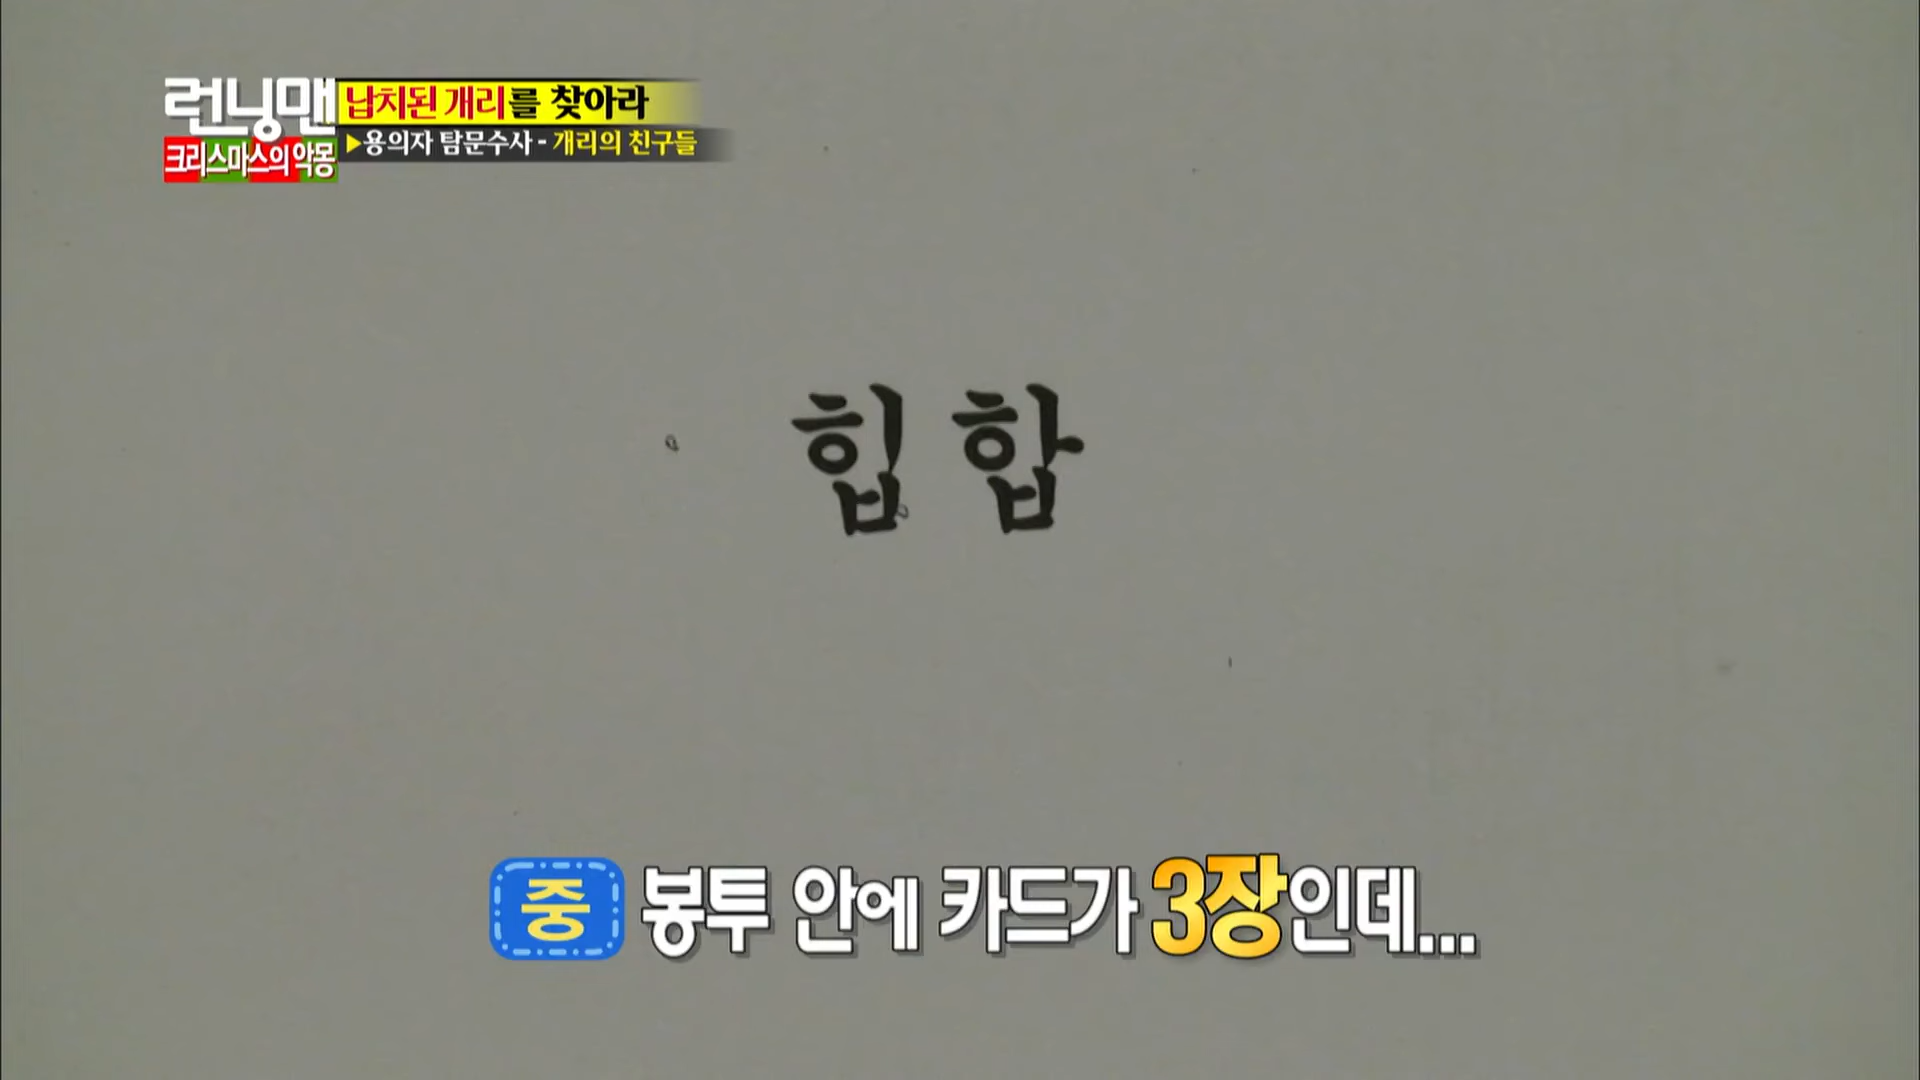 런닝맨
크리스마스의 악몽
납치된 개리를 찾아라
▶용의자 탐문수사 - 개리의 친구들
힙 합
중 봉투 안에 카드가 3장인데...